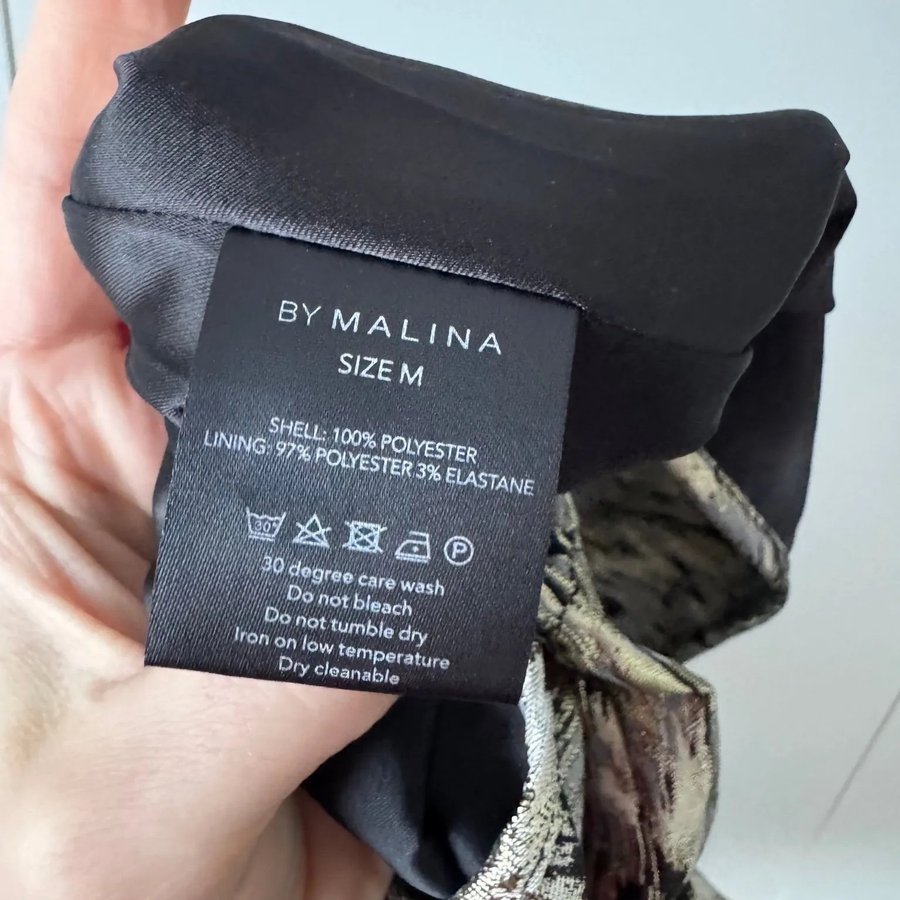 BY MALINA
SIZE M
SHELL: 100% POLYESTER
LINING: 97% POLYESTER 3% ELASTANE
30° P
30 degree care wash
Do not bleach
Do not tumble dry
Iron on low temperature
Dry cleanable